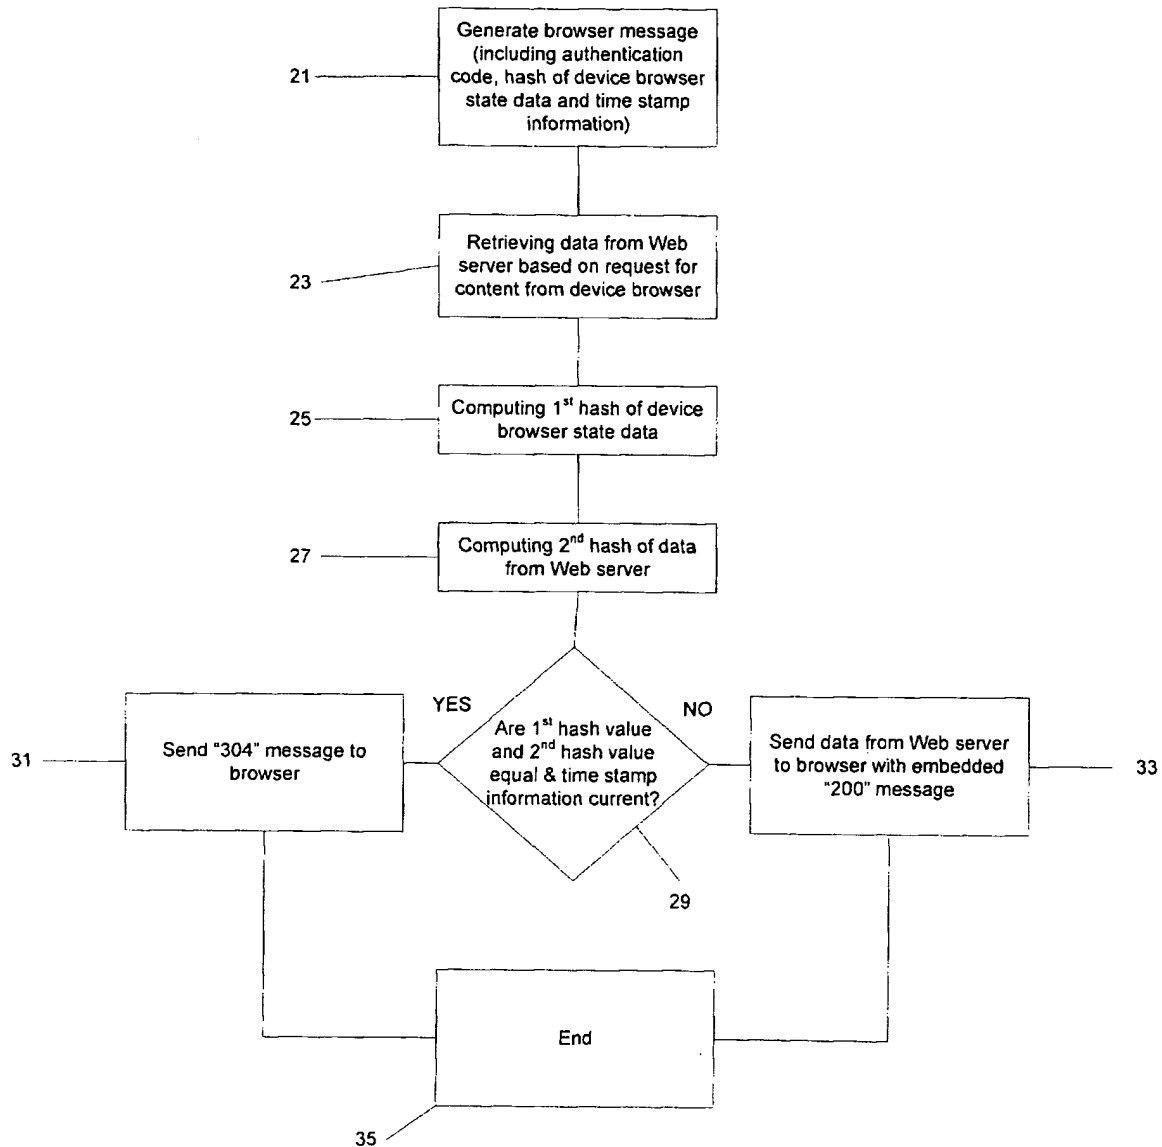 Generate browser message
(including authentication
code, hash of device browser
state data and time stamp
information)
21
Retrieving data from Web
server based on request for
content from device browser
23
Computing 1st hash of device
browser state data
25
Computing 2nd hash of data
from Web server
27
YES
NO
Are 1st hash value
and 2nd hash value
equal & time stamp
information current?
Send "304" message to
browser
31
Send data from Web server
to browser with embedded
"200" message
33
29
End
35